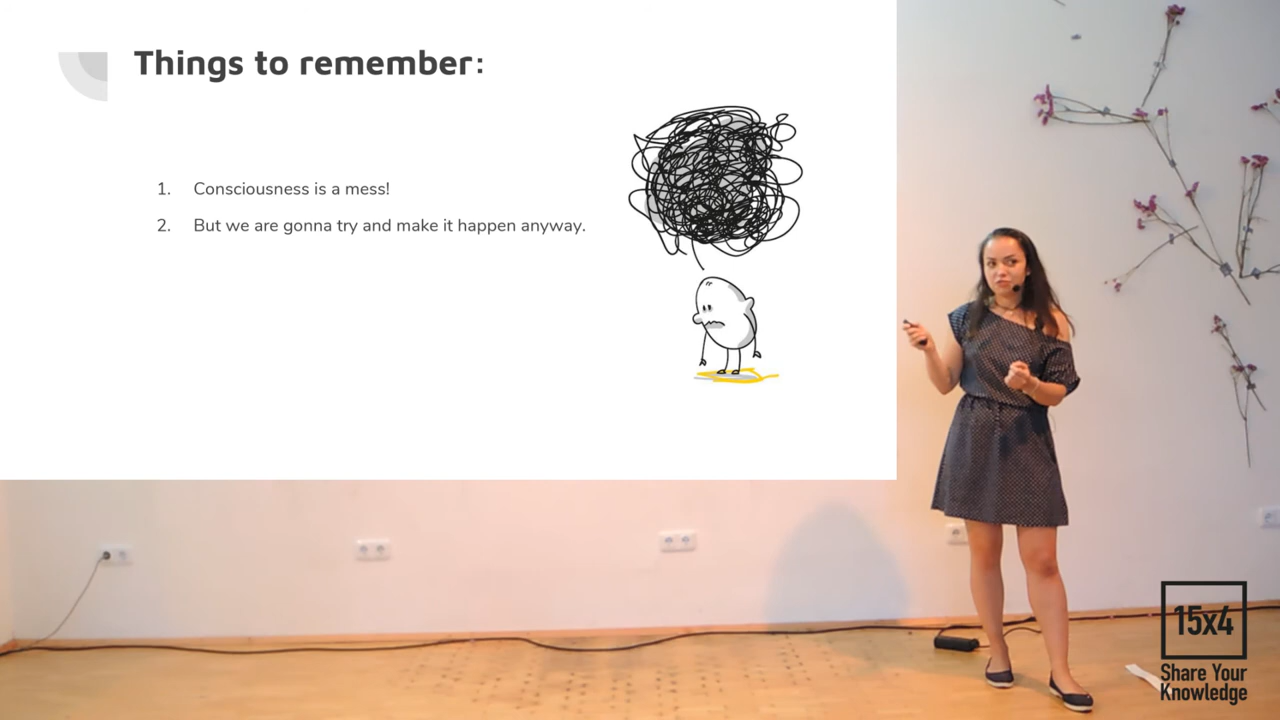 Things to remember:
1. Consciousness is a mess!
2. But we are gonna try and make it happen anyway.
15x4
Share Your
Knowledge